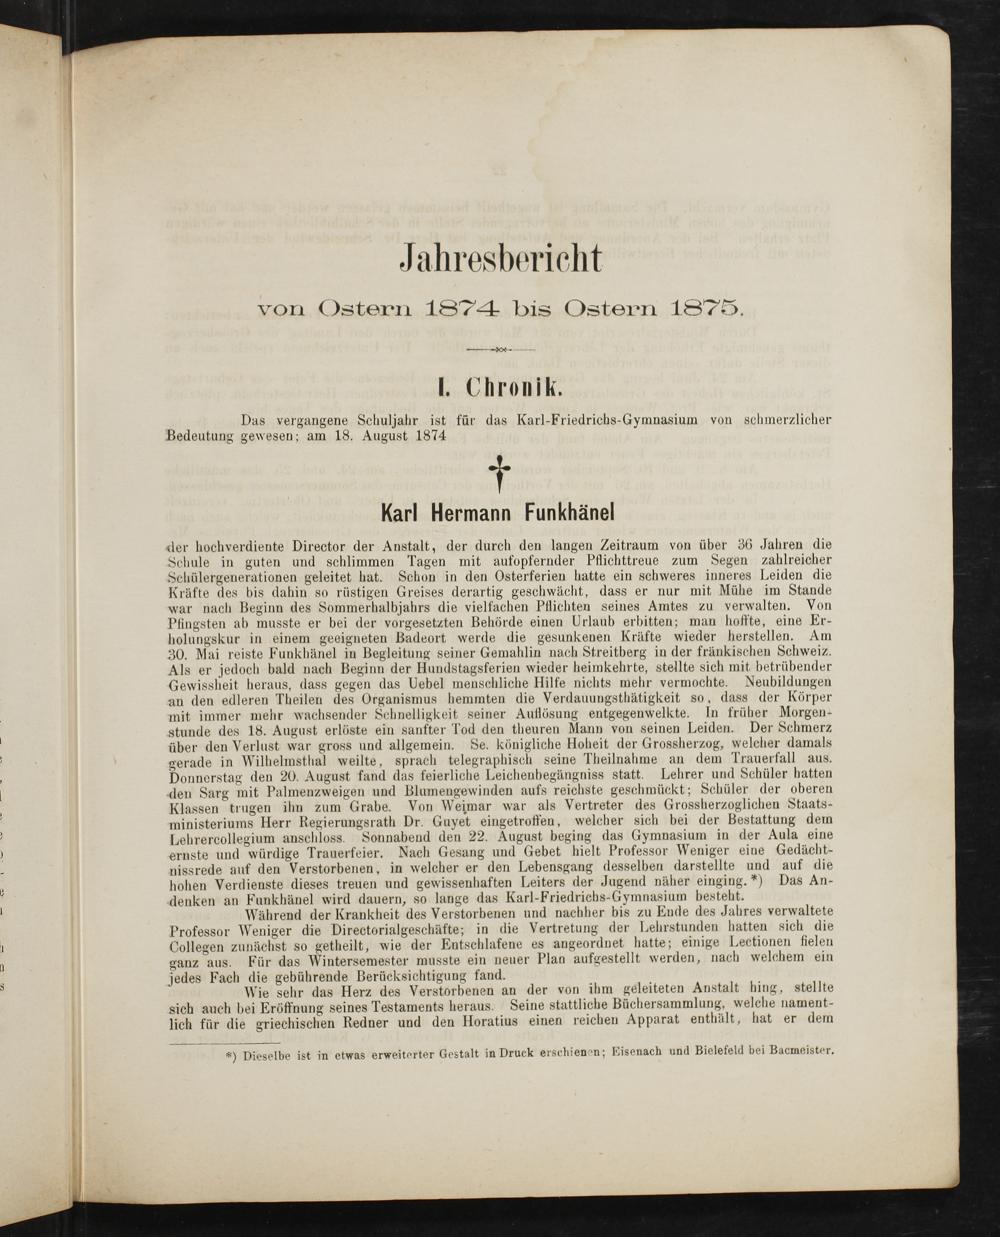 Jahresbericht
von Ostern 1874 bis Ostern 1875.
I. Chronik.
Das vergangene Schuljahr ist für das Karl-Friedrichs-Gymnasium von schmerzlicher
Bedeutung gewesen; am 18. August 1874
†
Karl Hermann Funkhänel
der hochverdiente Director der Anstalt, der durch den langen Zeitraum von über 36 Jahren die
Schule in guten und schlimmen Tagen mit aufopfernder Pflichttreue zum Segen zahlreicher
Schülergenerationen geleitet hat. Schon in den Osterferien hatte ein schweres inneres Leiden die
Kräfte des bis dahin so rüstigen Greises derartig geschwächt, dass er nur mit Mühe im Stande
war nach Beginn des Sommerhalbjahrs die vielfachen Pflichten seines Amtes zu verwalten. Von
Pfingsten ab musste er bei der vorgesetzten Behörde einen Urlaub erbitten; man hoffte, eine Er-
holungskur in einem geeigneten Badeort werde die gesunkenen Kräfte wieder herstellen. Am
30. Mai reiste Funkhänel in Begleitung seiner Gemahlin nach Streitberg in der fränkischen Schweiz.
Als er jedoch bald nach Beginn der Hundstagsferien wieder heimkehrte, stellte sich mit betrübender
Gewissheit heraus, dass gegen das Uebel menschliche Hilfe nichts mehr vermochte. Neubildungen
an den edleren Theilen des Organismus hemmten die Verdauungsthätigkeit so, dass der Körper
mit immer mehr wachsender Schnelligkeit seiner Auflösung entgegenwelkte. In früher Morgen-
stunde des 18. August erlöste ein sanfter Tod den theuren Mann von seinen Leiden. Der Schmerz
über den Verlust war gross und allgemein. Se. königliche Hoheit der Grossherzog, welcher damals
gerade in Wilhelmsthal weilte, sprach telegraphisch seine Theilnahme an dem Trauerfall aus.
Donnerstag den 20. August fand das feierliche Leichenbegängniss statt. Lehrer und Schüler hatten
den Sarg mit Palmenzweigen und Blumengewinden aufs reichste geschmückt; Schüler der oberen
Klassen trugen ihn zum Grabe. Von Weimar war als Vertreter des Grossherzoglichen Staats-
ministeriums Herr Regierungsrath Dr. Guyet eingetroffen, welcher sich bei der Bestattung dem
Lehrercollegium anschloss. Sonnabend den 22. August beging das Gymnasium in der Aula eine
ernste und würdige Trauerfeier. Nach Gesang und Gebet hielt Professor Weniger eine Gedächt-
nissrede auf den Verstorbenen, in welcher er den Lebensgang desselben darstellte und auf die
hohen Verdienste dieses treuen und gewissenhaften Leiters der Jugend näher einging.*) Das An-
denken an Funkhänel wird dauern, so lange das Karl-Friedrichs-Gymnasium besteht.
Während der Krankheit des Verstorbenen und nachher bis zu Ende des Jahres verwaltete
Professor Weniger die Directorialgeschäfte; in die Vertretung der Lehrstunden hatten sich die
Collegen zunächst so getheilt, wie der Entschlafene es angeordnet hatte; einige Lectionen fielen
ganz aus. Für das Wintersemester musste ein neuer Plan aufgestellt werden, nach welchem ein
jedes Fach die gebührende Berücksichtigung fand.
Wie sehr das Herz des Verstorbenen an der von ihm geleiteten Anstalt hing, stellte
sich auch bei Eröffnung seines Testaments heraus. Seine stattliche Büchersammlung, welche nament-
lich für die griechischen Redner und den Horatius einen reichen Apparat enthält, hat er dem
*) Dieselbe ist in etwas erweiterter Gestalt in Druck erschienen; Eisenach und Bielefeld bei Bacmeister.